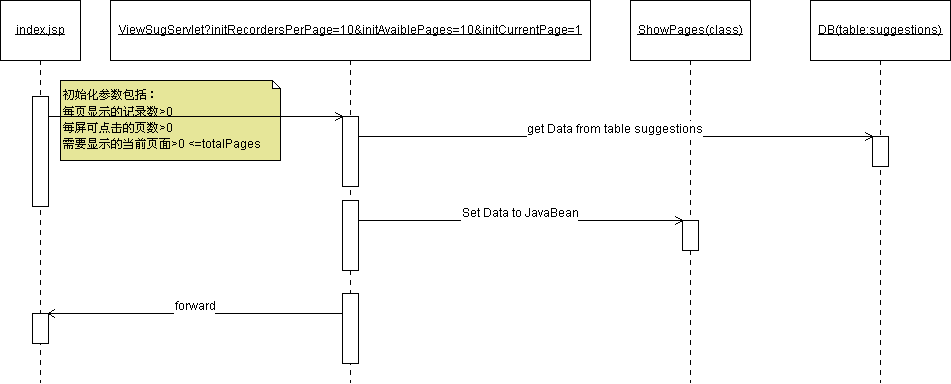 index.jsp
ViewSugServlet?initRecordersPerPage=10&initAvaiblePages=10&initCurrentPage=1
ShowPages(class)
DB(table:suggestions)
初始化参数包括：
每页显示的记录数>0
每屏可点击的页数>0
需要显示的当前页面>0 <=totalPages
get Data from table suggestions
Set Data to JavaBean
forward